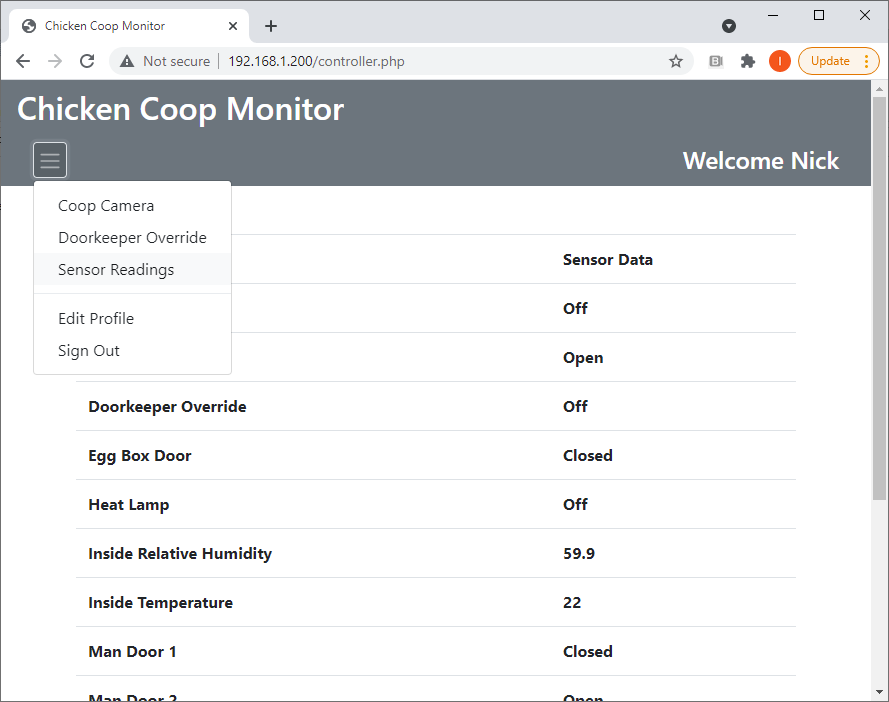 Chicken Coop Monitor
Not secure | 192.168.1.200/controller.php
I
Update
Chicken Coop Monitor
Welcome Nick
Coop Camera
Doorkeeper Override
Sensor Readings
Edit Profile
Sign Out
Sensor Data
Off
Open
Doorkeeper Override Off
Egg Box Door Closed
Heat Lamp Off
Inside Relative Humidity 59.9
Inside Temperature 22
Man Door 1 Closed
Man Door 2 Open